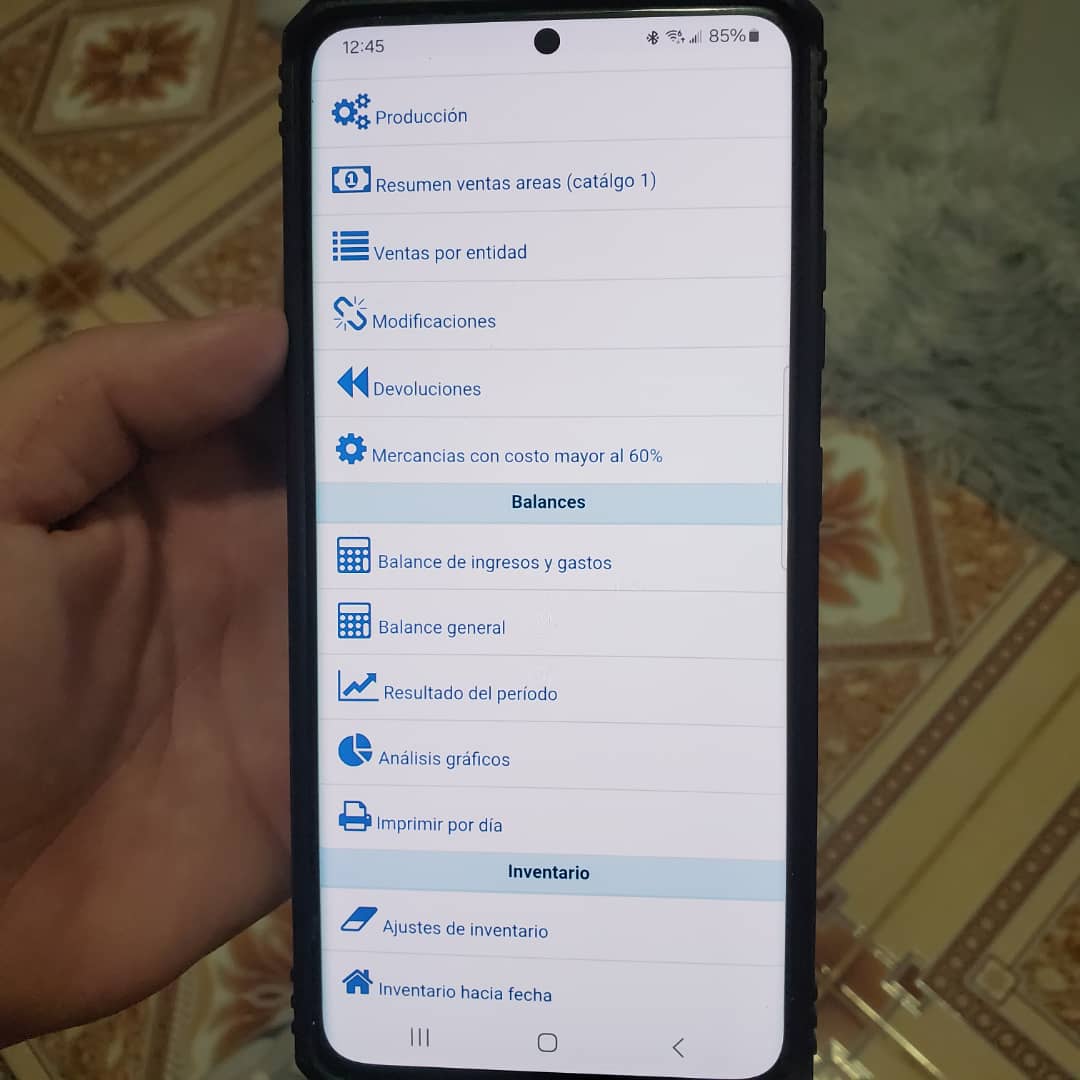 12:45
85%
Producción
1
Resumen ventas areas (catálgo 1)
Ventas por entidad
Modificaciones
Devoluciones
Mercancias con costo mayor al 60%
Balances
Balance de ingresos y gastos
Balance general
Resultado del período
Análisis gráficos
Imprimir por día
Inventario
Ajustes de inventario
Inventario hacia fecha